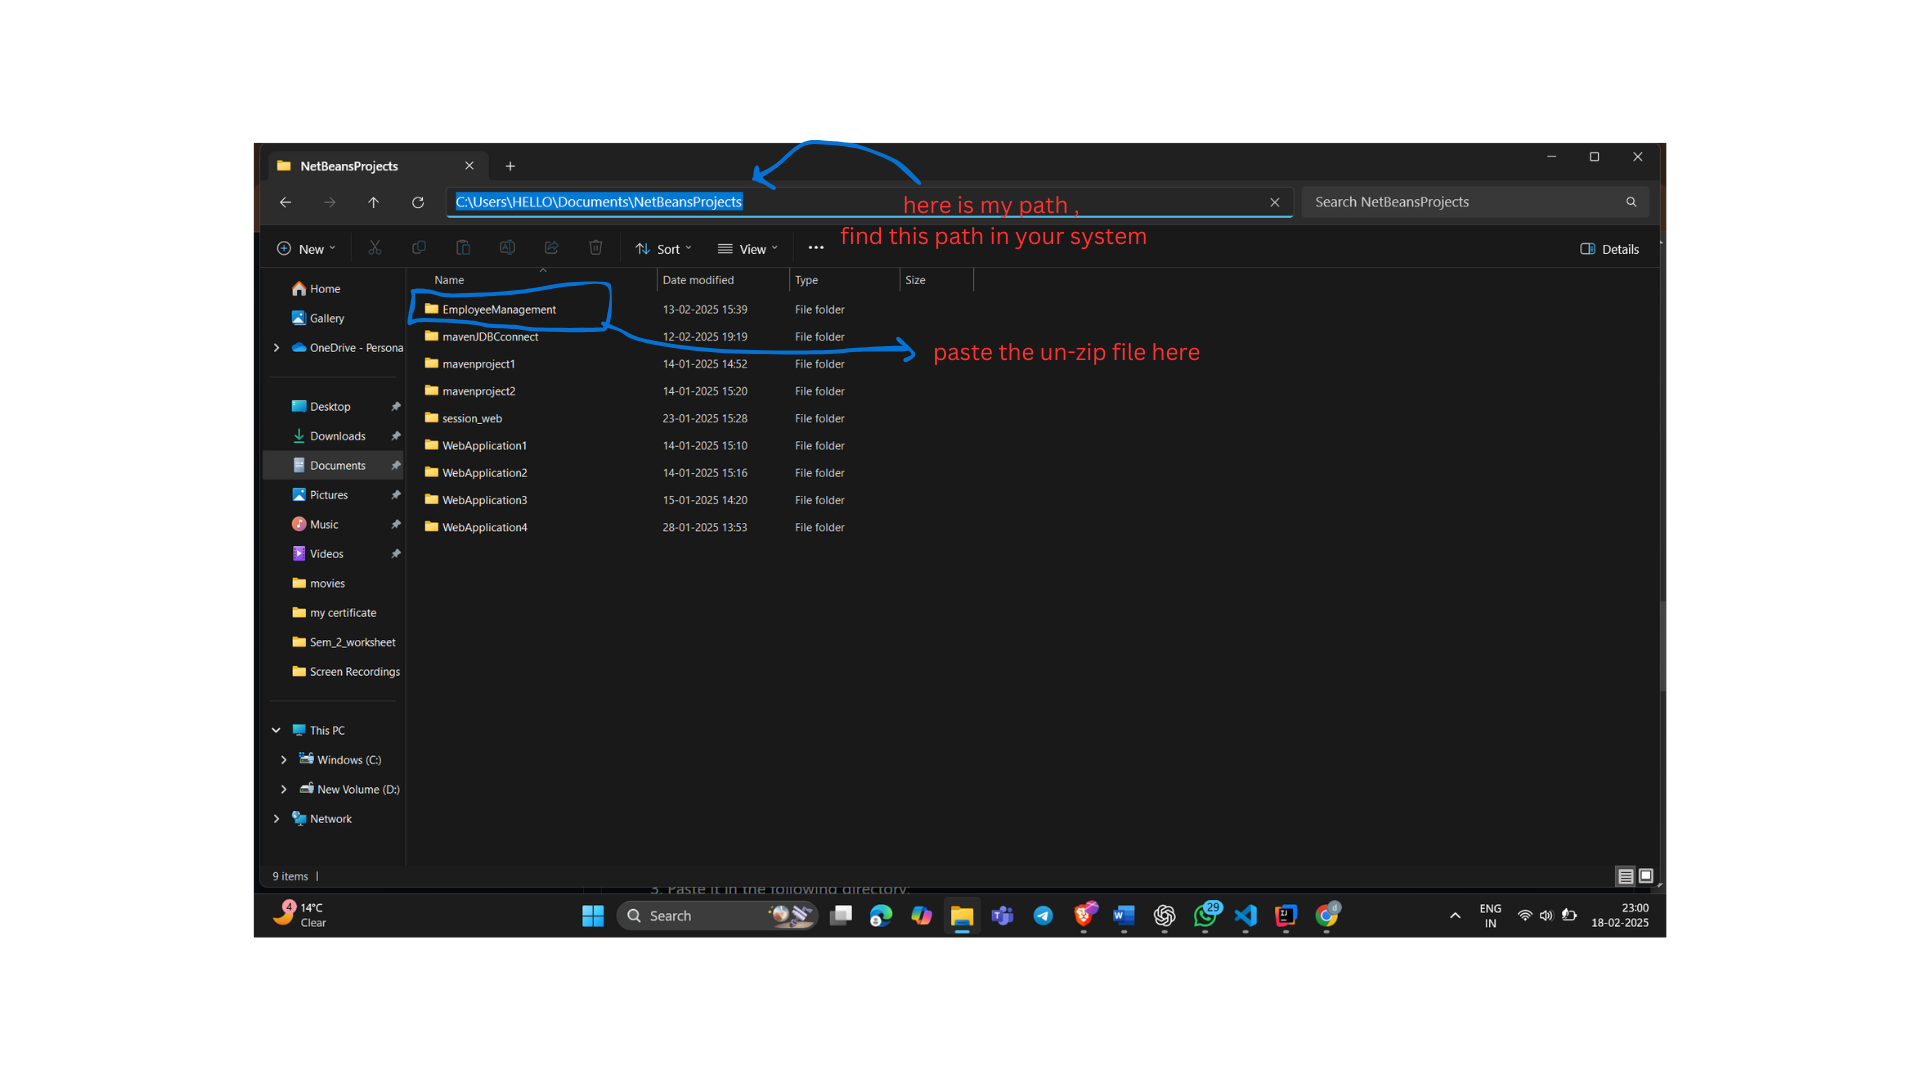 NetBeansProjects
C:\Users\HELLO\Documents\NetBeansProjects
Search NetBeansProjects
here is my path ,
find this path in your system
New
Sort
View
Details
Name Date modified Type Size
Home
Gallery
OneDrive - Persona
Desktop
Downloads
Documents
Pictures
Music
Videos
movies
my certificate
Sem_2_worksheet
Screen Recordings
This PC
Windows (C:)
New Volume (D:)
Network
EmployeeManagement 13-02-2025 15:39 File folder
mavenJDBCconnect 12-02-2025 19:19 File folder
mavenproject1 14-01-2025 14:52 File folder
mavenproject2 14-01-2025 15:20 File folder
session_web 23-01-2025 15:28 File folder
WebApplication1 14-01-2025 15:10 File folder
WebApplication2 14-01-2025 15:16 File folder
WebApplication3 15-01-2025 14:20 File folder
WebApplication4 28-01-2025 13:53 File folder
paste the un-zip file here
9 items
3. Paste it in the following directory:
4
14°C
Clear
Search
29
ENG
IN
23:00
18-02-2025